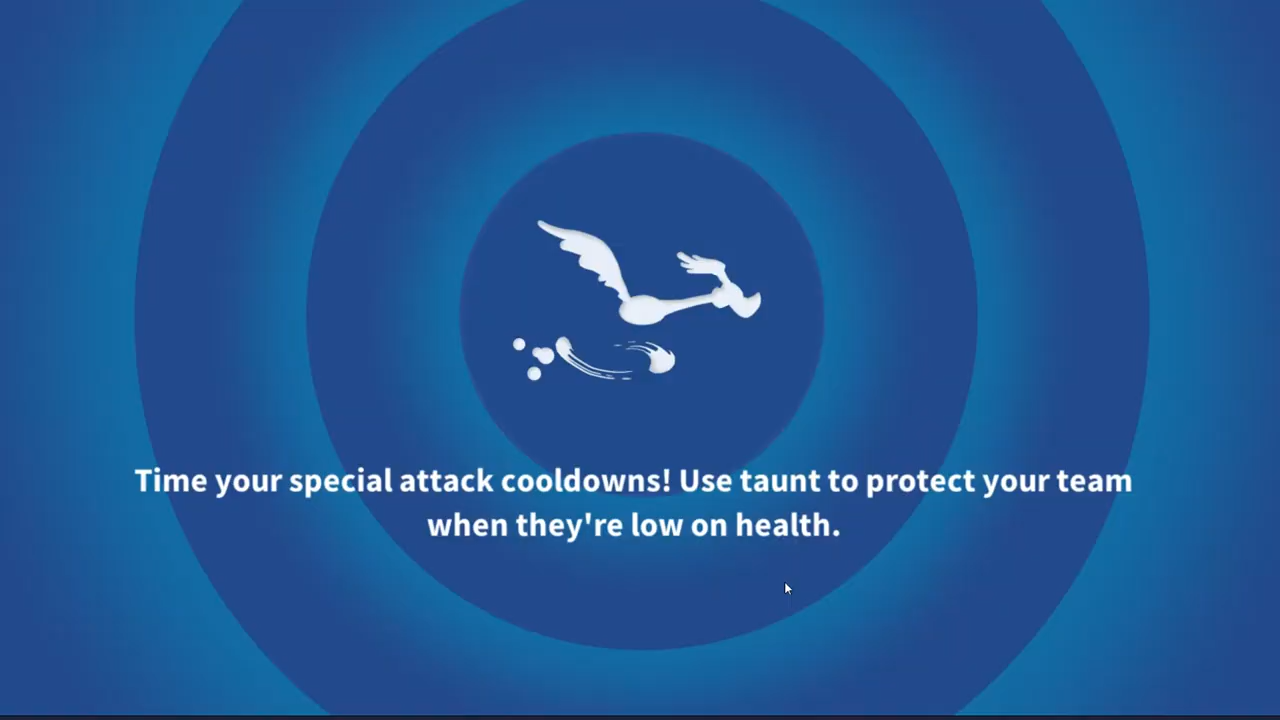 Time your special attack cooldowns! Use taunt to protect your team
when they're low on health.